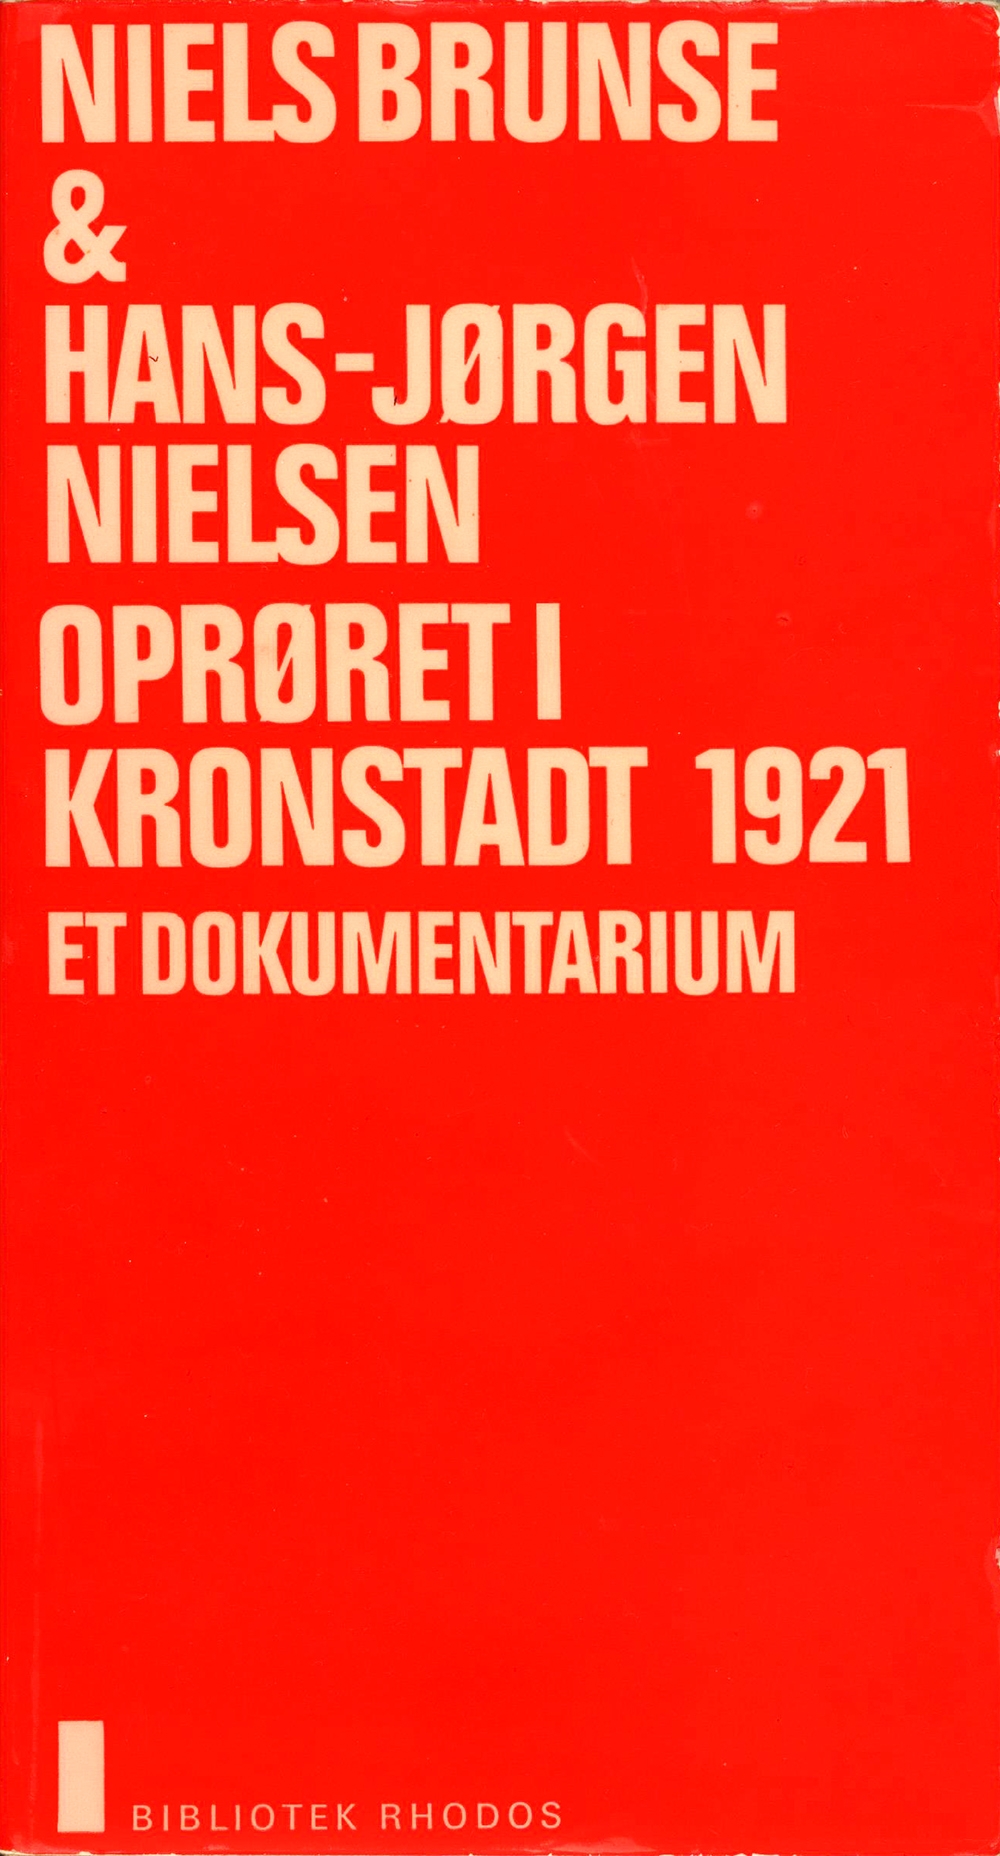 NIELS BRUNSE
&
HANS-JØRGEN
NIELSEN
OPRØRET I
KRONSTADT 1921
ET DOKUMENTARIUM
BIBLIOTEK RHODOS